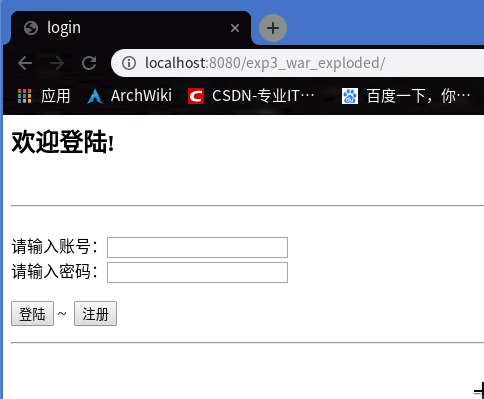 login
localhost:8080/exp3_war_exploded/
应用 ArchWiki CSDN-专业IT… 百度一下，你…
欢迎登陆!
请输入账号：
请输入密码：
登陆 ~ 注册